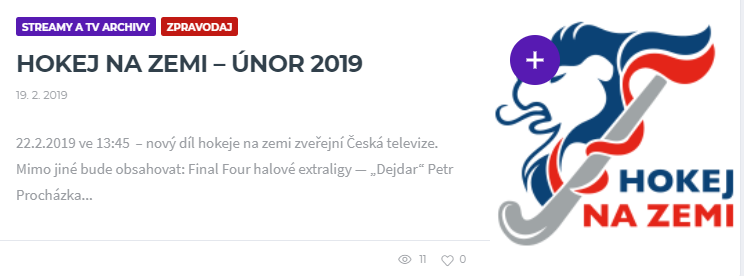 STREAMY A TV ARCHIVY ZPRAVODAJ
HOKEJ NA ZEMI – ÚNOR 2019
19. 2. 2019
22.2.2019 ve 13:45 – nový díl hokeje na zemi zveřejní Česká televize.
Mimo jiné bude obsahovat: Final Four halové extraligy — „Dejdar“ Petr
Procházka...
11 0
HOKEJ
NA ZEMI